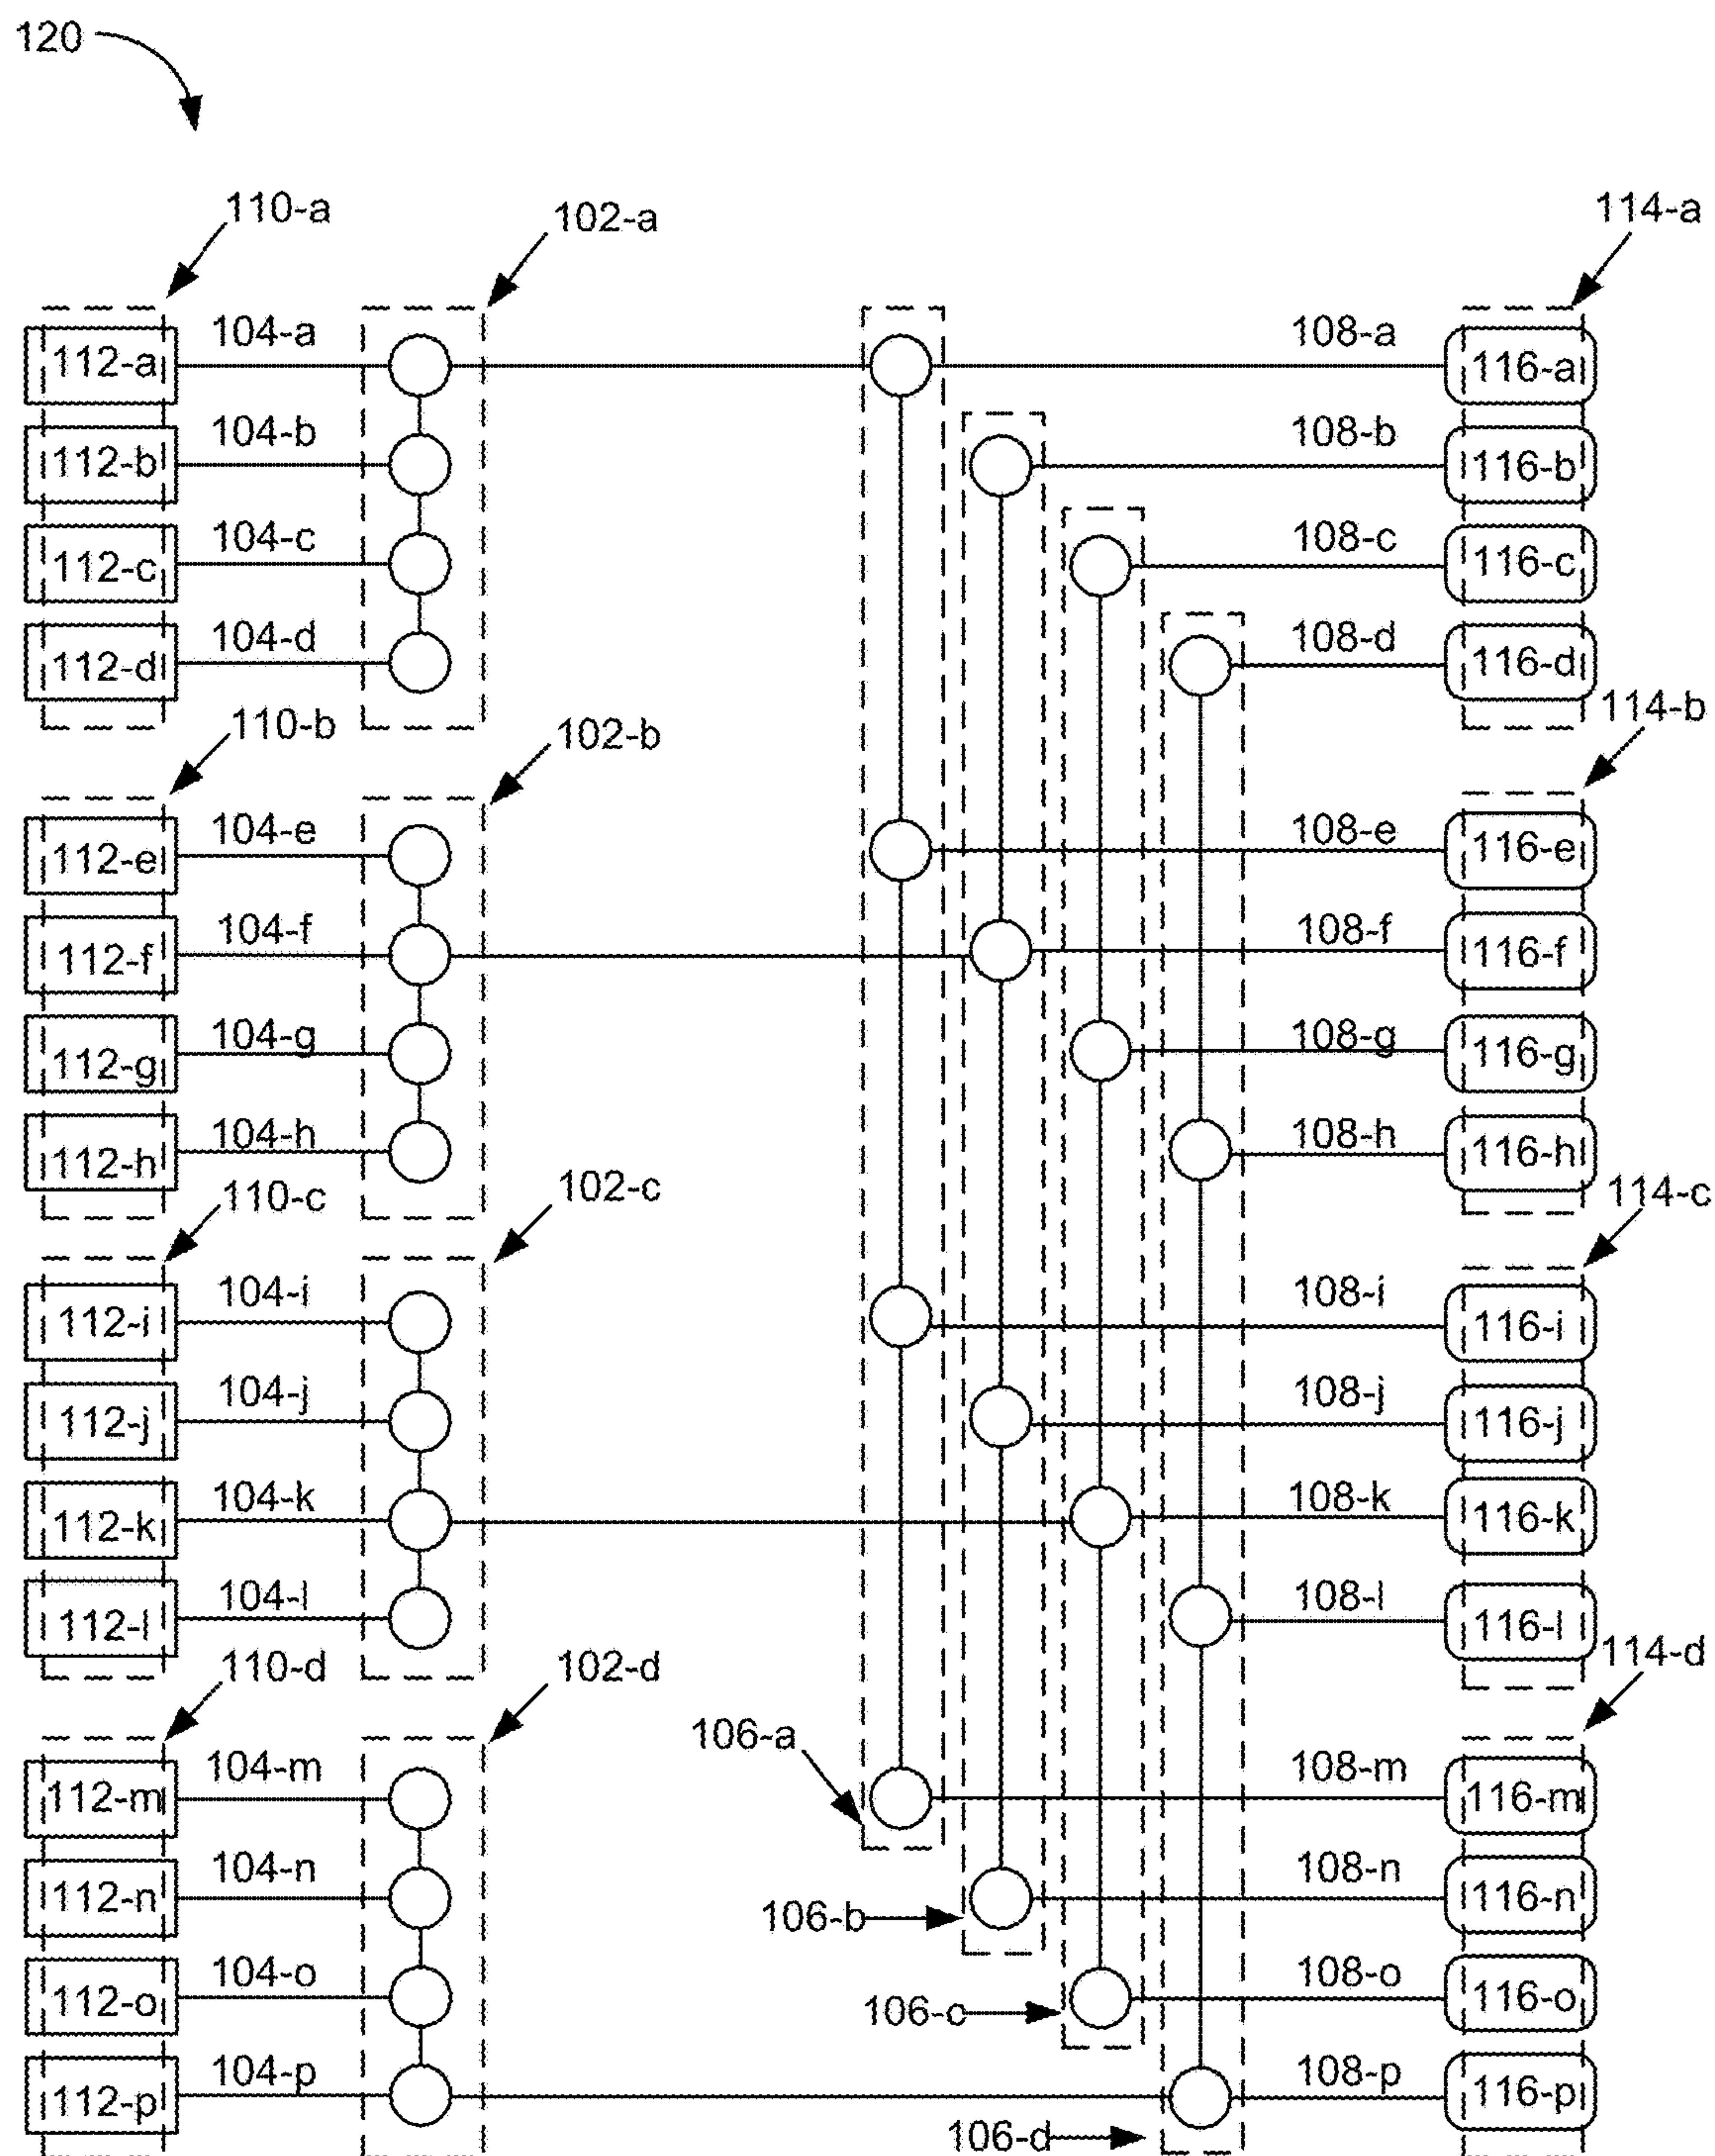 120
110-a 102-a 114-a
112-a 104-a 108-a 116-a
112-b 104-b 108-b 116-b
112-c 104-c 108-c 116-c
112-d 104-d 108-d 116-d
110-b 102-b 114-b
112-e 104-e 108-e 116-e
112-f 104-f 108-f 116-f
112-g 104-g 108-g 116-g
112-h 104-h 108-h 116-h
110-c 102-c 114-c
112-i 104-i 108-i 116-i
112-j 104-j 108-j 116-j
112-k 104-k 108-k 116-k
112-l 104-l 108-l 116-l
110-d 102-d 114-d
106-a
112-m 104-m 108-m 116-m
112-n 104-n 108-n 116-n
106-b
112-o 104-o 108-o 116-o
106-c
112-p 104-p 108-p 116-p
106-d